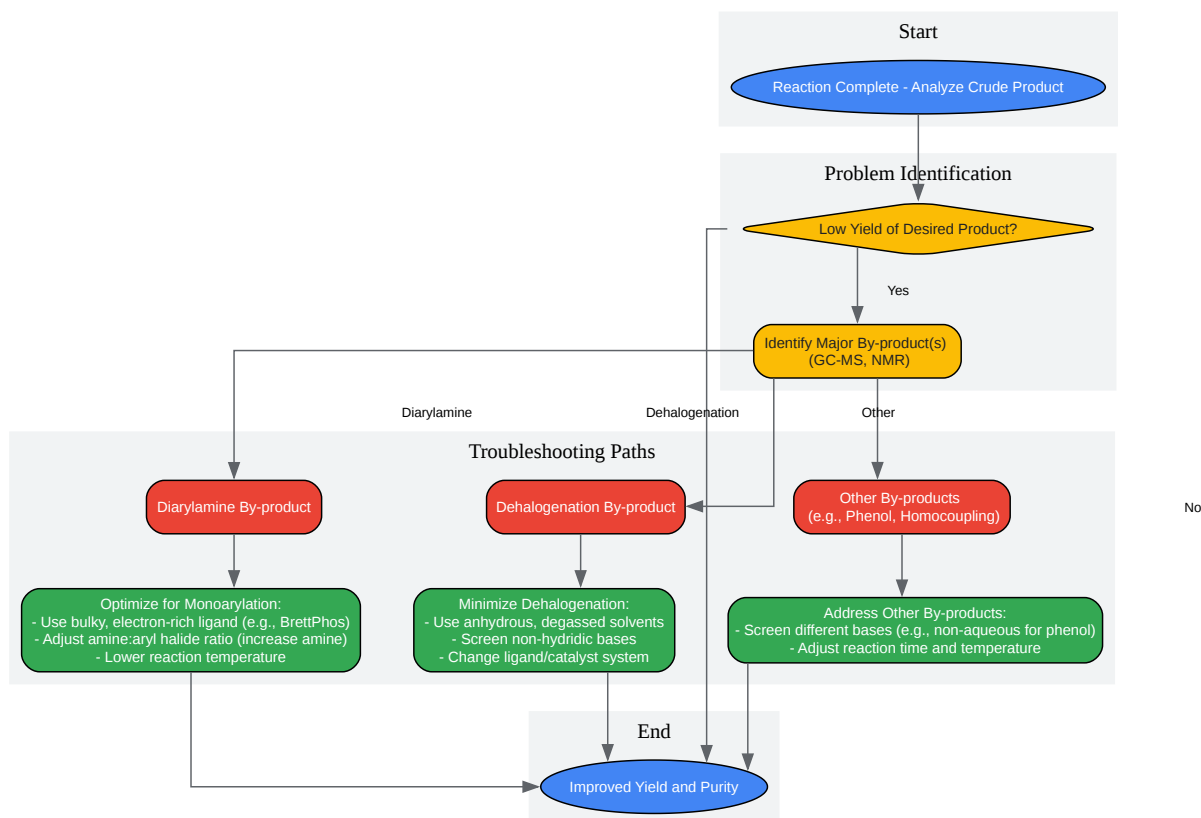 Start
Reaction Complete - Analyze Crude Product
Problem Identification
Low Yield of Desired Product?
Yes
Identify Major By-product(s)
(GC-MS, NMR)
Diarylamine
Dehalogenation
Other
Troubleshooting Paths
Diarylamine By-product
Dehalogenation By-product
Other By-products
(e.g., Phenol, Homocoupling)
No
Optimize for Monoarylation:
- Use bulky, electron-rich ligand (e.g., BrettPhos)
- Adjust amine:aryl halide ratio (increase amine)
- Lower reaction temperature
Minimize Dehalogenation:
- Use anhydrous, degassed solvents
- Screen non-hydridic bases
- Change ligand/catalyst system
Address Other By-products:
- Screen different bases (e.g., non-aqueous for phenol)
- Adjust reaction time and temperature
End
Improved Yield and Purity